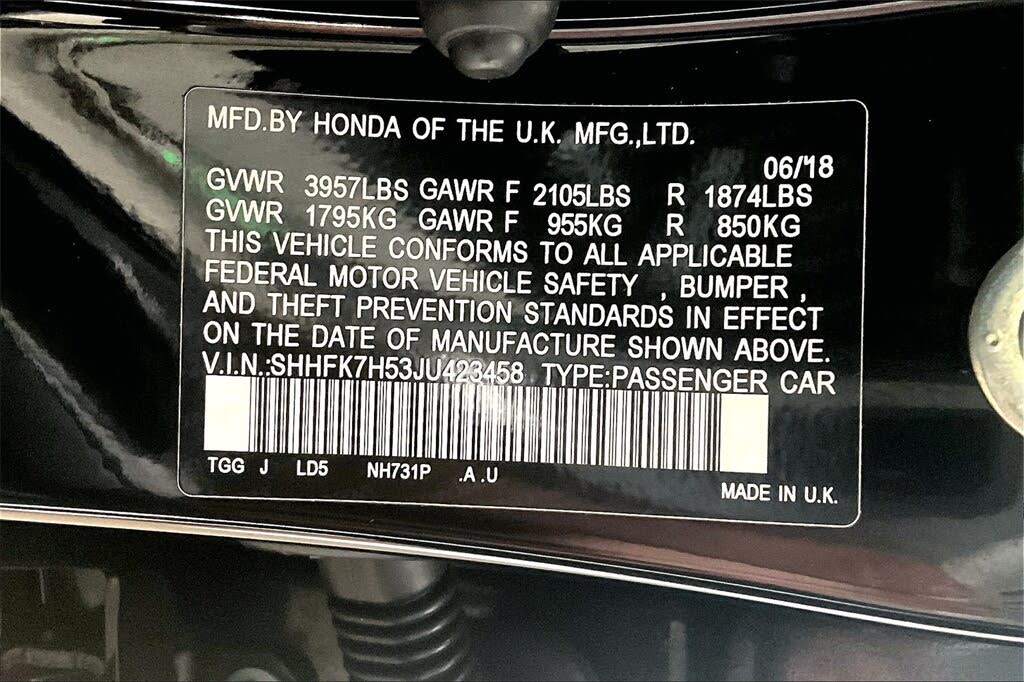 MFD.BY HONDA OF THE U.K. MFG.,LTD.
06/'18
GVWR 3957LBS GAWR F 2105LBS R 1874LBS
GVWR 1795KG GAWR F 955KG R 850KG
THIS VEHICLE CONFORMS TO ALL APPLICABLE
FEDERAL MOTOR VEHICLE SAFETY , BUMPER ,
AND THEFT PREVENTION STANDARDS IN EFFECT
ON THE DATE OF MANUFACTURE SHOWN ABOVE.
V.I.N.:SHHFK7H53JU423458 TYPE:PASSENGER CAR
TGG J LD5 NH731P .A .U
MADE IN U.K.